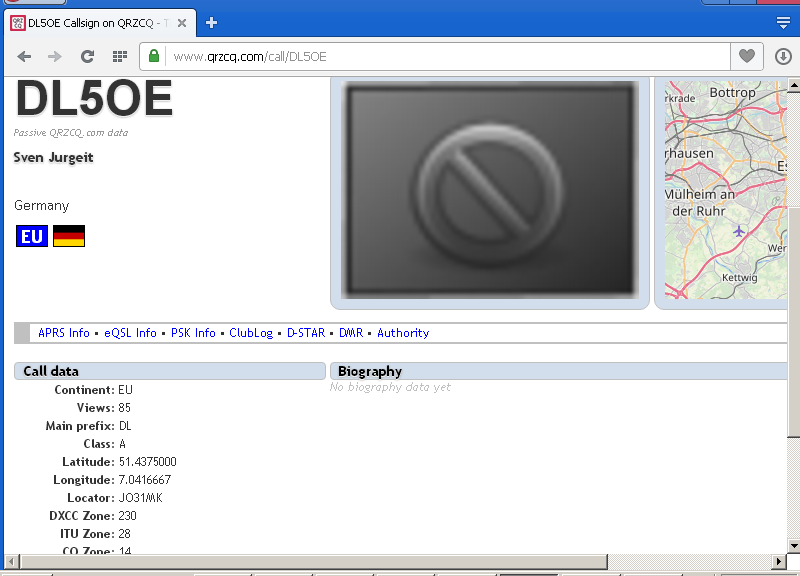 QRZ CQ
DL5OE Callsign on QRZCQ - T
www.qrzcq.com/call/DL5OE
DL5OE
Passive QRZCQ.com data
Sven Jurgeit
Germany
EU
Bottrop
rkrade
rhausen
Es
Mülheim an
der Ruhr
Wer
Kettwig
APRS Info • eQSL Info • PSK Info • ClubLog • D-STAR • DMR • Authority
Call data
Continent: EU
Views: 85
Main prefix: DL
Class: A
Latitude: 51.4375000
Longitude: 7.0416667
Locator: JO31MK
DXCC Zone: 230
ITU Zone: 28
CQ Zone: 14
Biography
No biography data yet